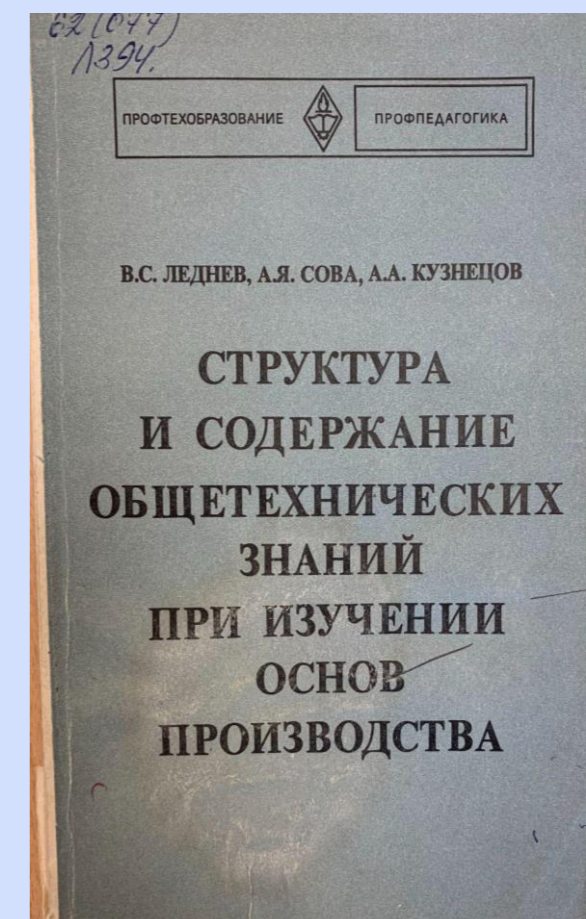 62(077)
Л394.
ПРОФТЕХОБРАЗОВАНИЕ ПРОФПЕДАГОГИКА
В.С. ЛЕДНЕВ, А.Я. СОВА, А.А. КУЗНЕЦОВ
СТРУКТУРА
И СОДЕРЖАНИЕ
ОБЩЕТЕХНИЧЕСКИХ
ЗНАНИЙ
ПРИ ИЗУЧЕНИИ
ОСНОВ
ПРОИЗВОДСТВА